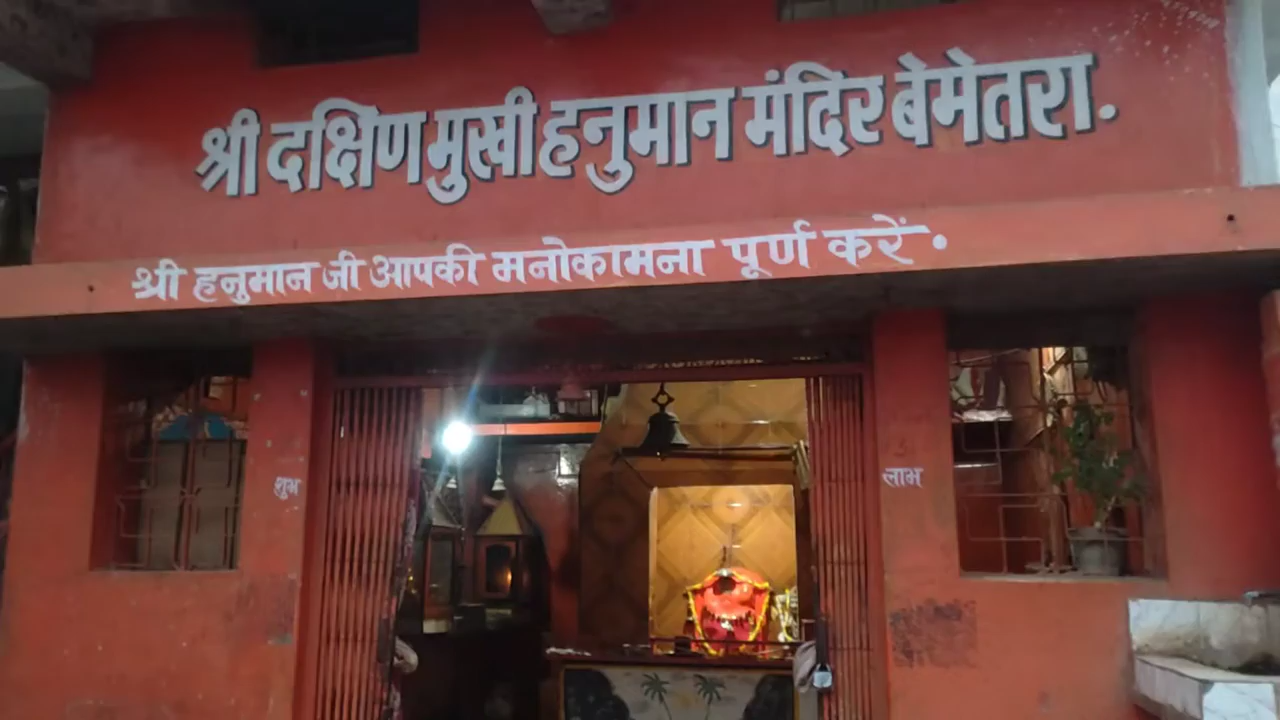 श्री दक्षिण मुखी हनुमान मंदिर बेमेतरा.
श्री हनुमान जी आपकी मनोकामना पूर्ण करें.
शुभ
लाभ